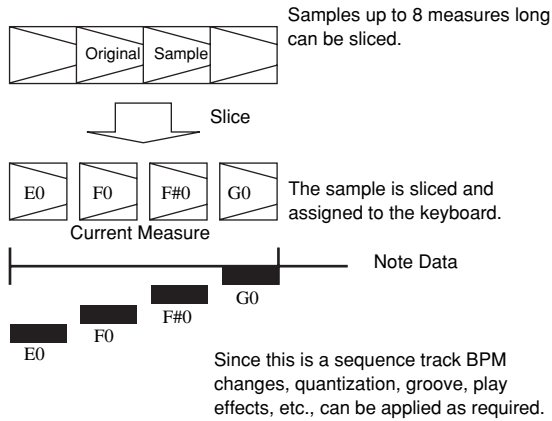 Samples up to 8 measures long
can be sliced.
Original Sample
Slice
E0 F0 F#0 G0
The sample is sliced and
assigned to the keyboard.
Current Measure
Note Data
G0
F#0
F0
E0
Since this is a sequence track BPM
changes, quantization, groove, play
effects, etc., can be applied as required.